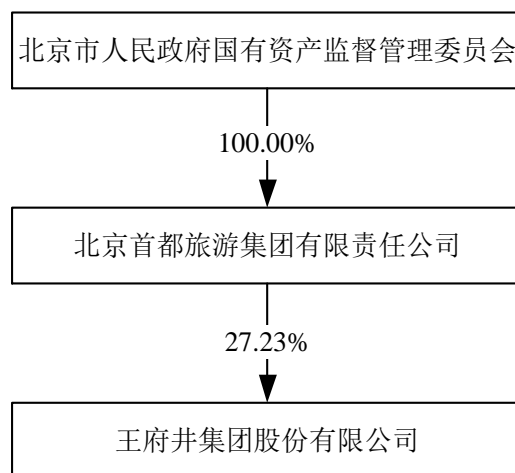 北京市人民政府国有资产监督管理委员会
100.00%
北京首都旅游集团有限责任公司
27.23%
王府井集团股份有限公司